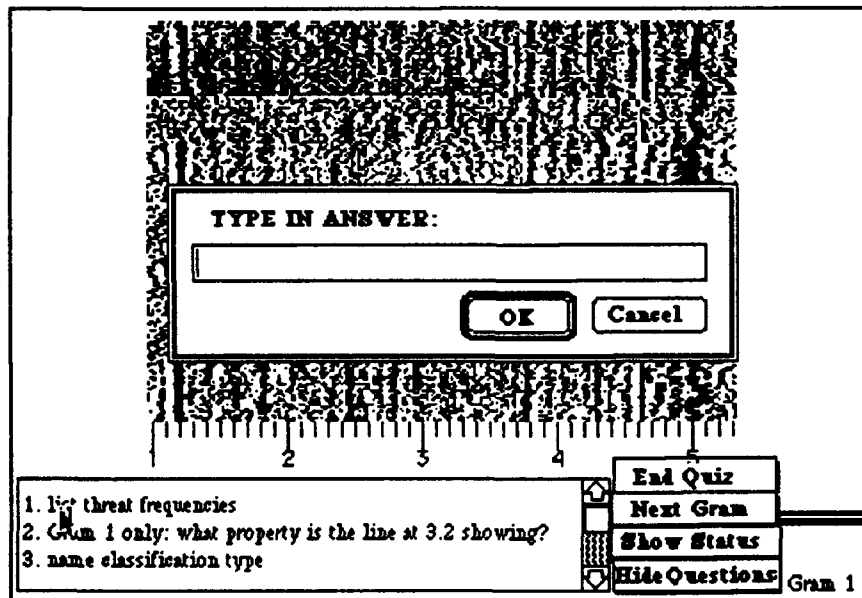 TYPE IN ANSWER:
OK
Cancel
1 2 3 4 5
1. list threat frequencies
2. Gram 1 only: what property is the line at 3.2 showing?
3. name classification type
End Quiz
Next Gram
Show Status
Hide Questions
Gram 1